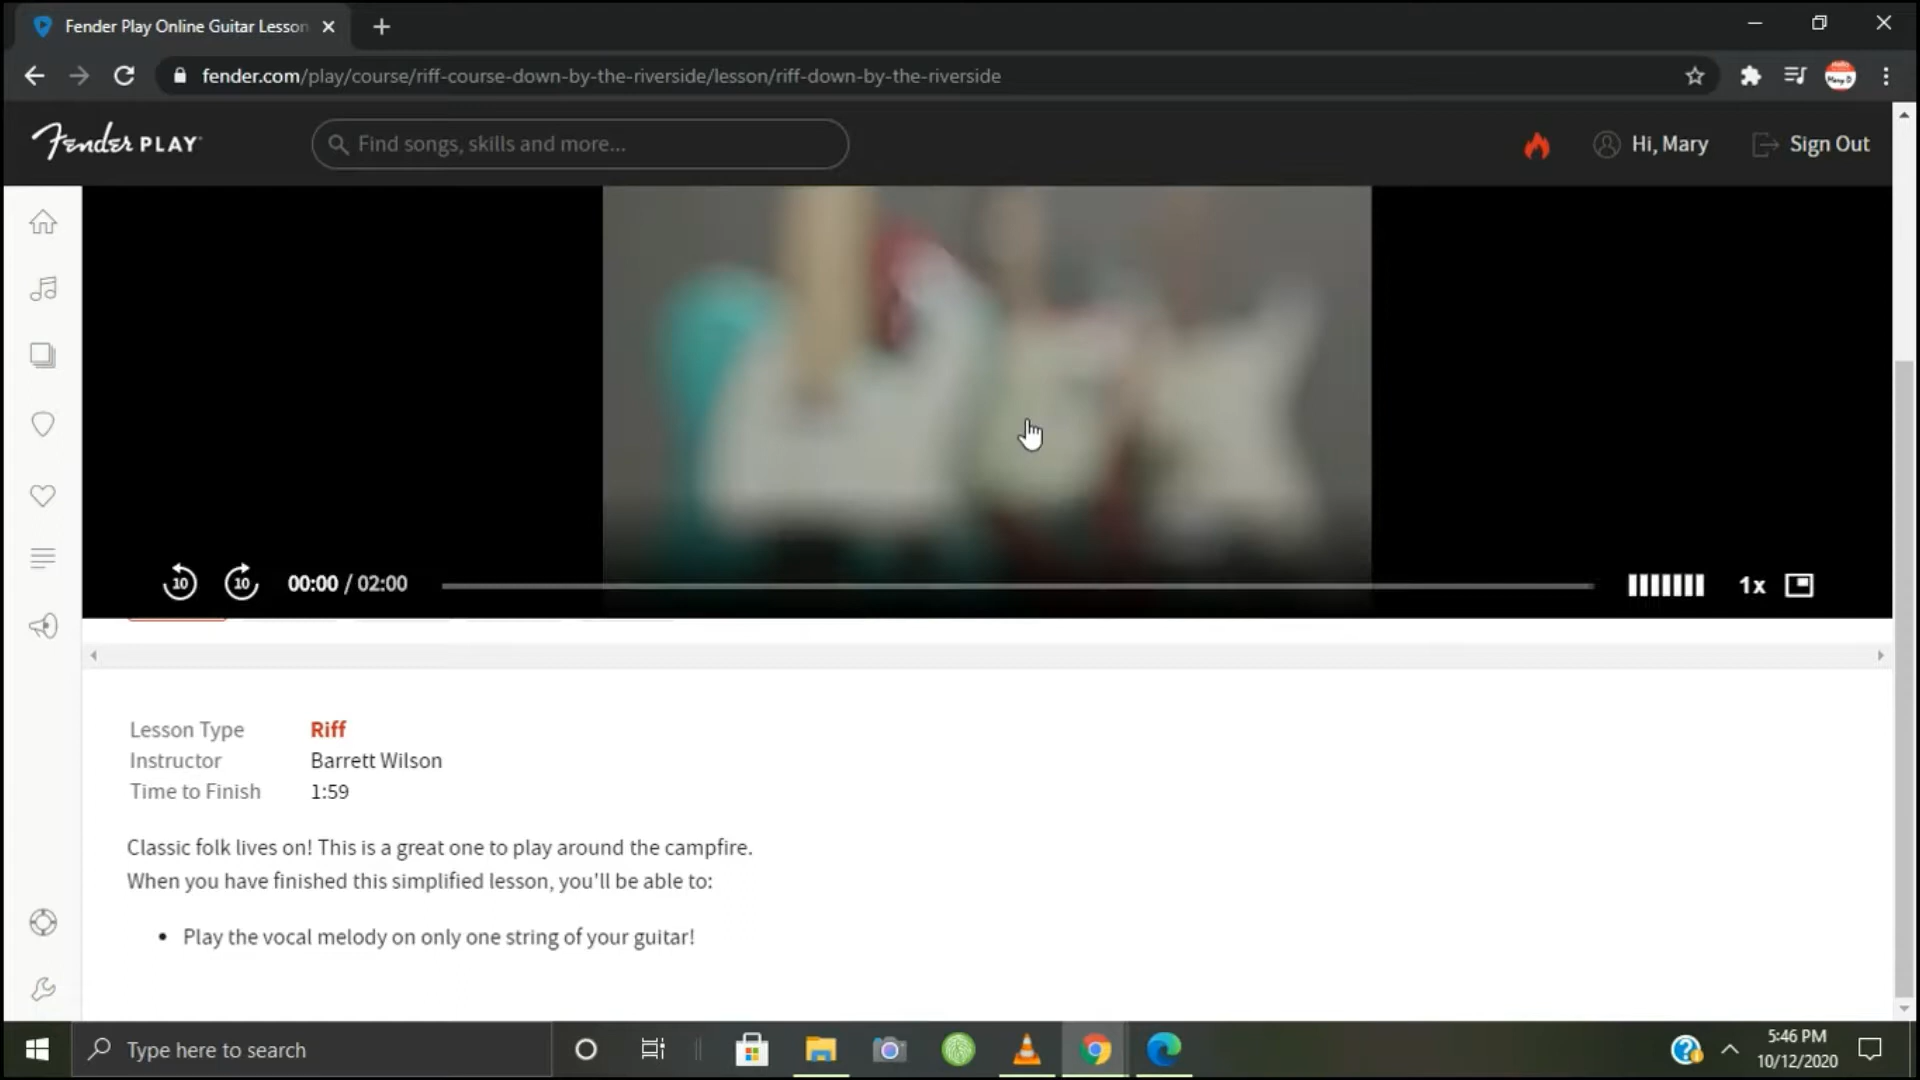 Fender Play Online Guitar Lesson
fender.com/play/course/riff-course-down-by-the-riverside/lesson/riff-down-by-the-riverside
Fender PLAY
Find songs, skills and more...
Hi, Mary
Sign Out
10
10
00:00 / 02:00
1x
Lesson Type Riff
Instructor Barrett Wilson
Time to Finish 1:59
Classic folk lives on! This is a great one to play around the campfire.
When you have finished this simplified lesson, you'll be able to:
• Play the vocal melody on only one string of your guitar!
Type here to search
5:46 PM
10/12/2020